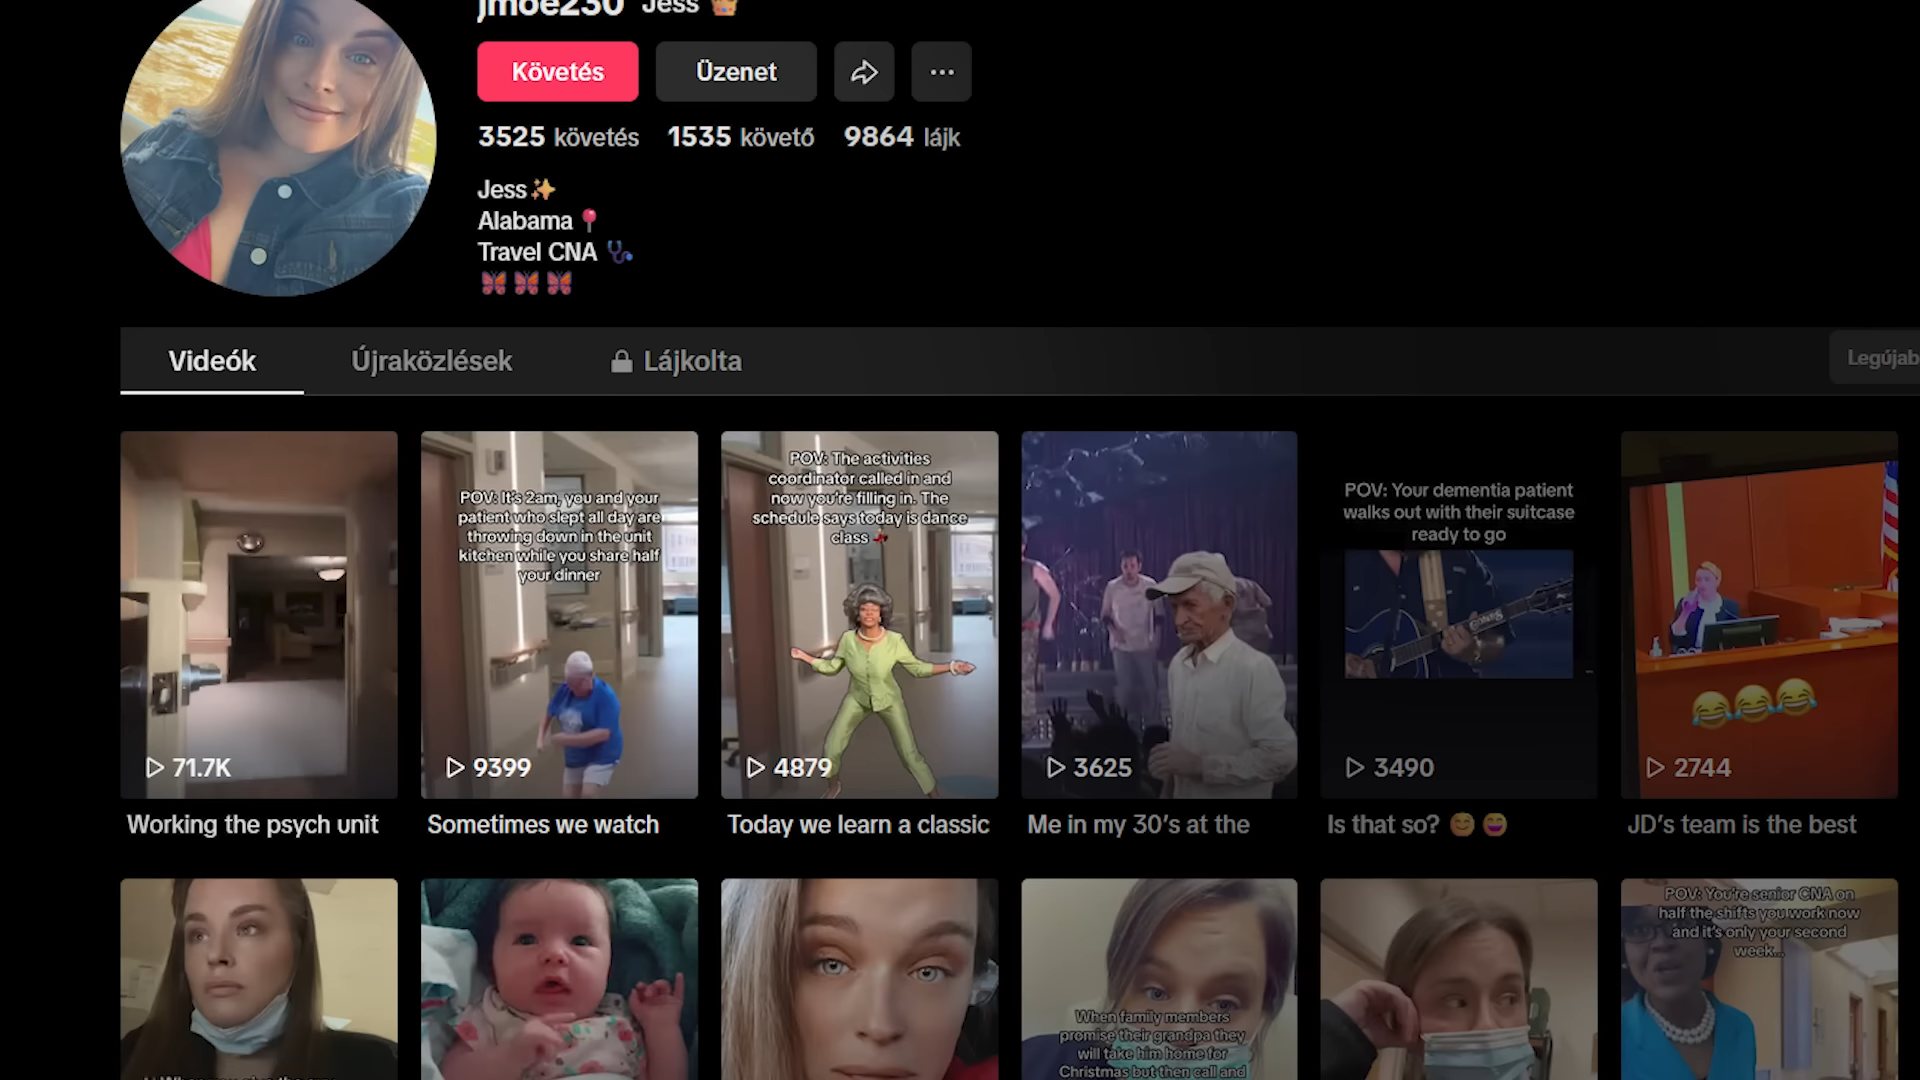 jmoe230 Jess
Követés
Üzenet
3525 követés 1535 követő 9864 lájk
Jess
Alabama
Travel CNA
Videók
Újraközlések
Lájkolta
Legújab
POV: It's 2am, you and your
patient who slept all day are
throwing down in the unit
kitchen while you share half
your dinner
POV: The activities
coordinator called in and
now you're filling in. The
schedule says today is dance
class
POV: Your dementia patient
walks out with their suitcase
ready to go
71.7K
9399
4879
3625
3490
2744
Working the psych unit
Sometimes we watch
Today we learn a classic
Me in my 30's at the
Is that so?
JD's team is the best
When family members
promise their grandpa they
will take him home for
Christmas but then call and
POV: You're senior CNA on
half the shifts you work now
and it's only your second
week...